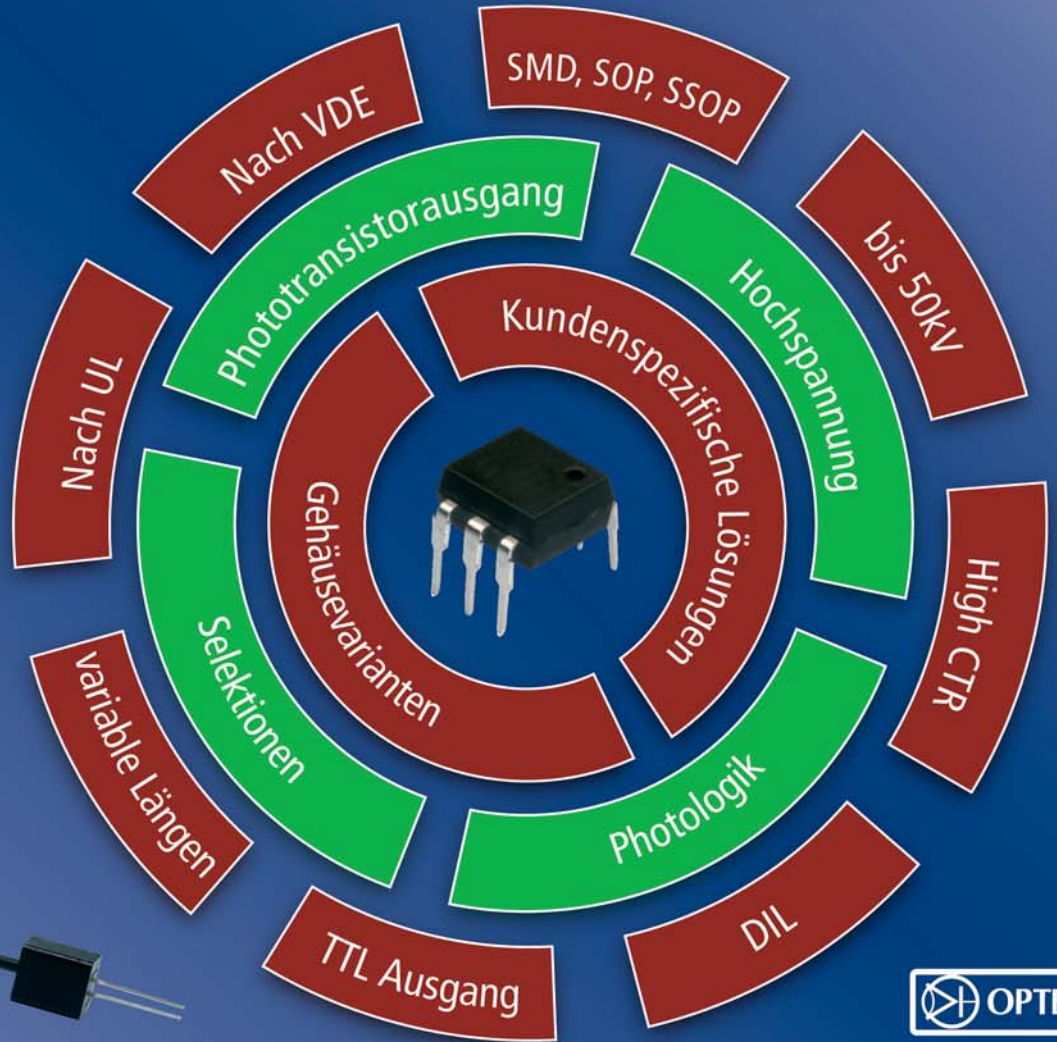 SMD, SOP, SSOP
bis 50kV
High CTR
DIL
TTL Ausgang
variable Längen
Nach UL
Nach VDE
Phototransistorausgang
Hochspannung
Photologik
Selektionen
Kundenspezifische Lösungen
Gehäusevarianten